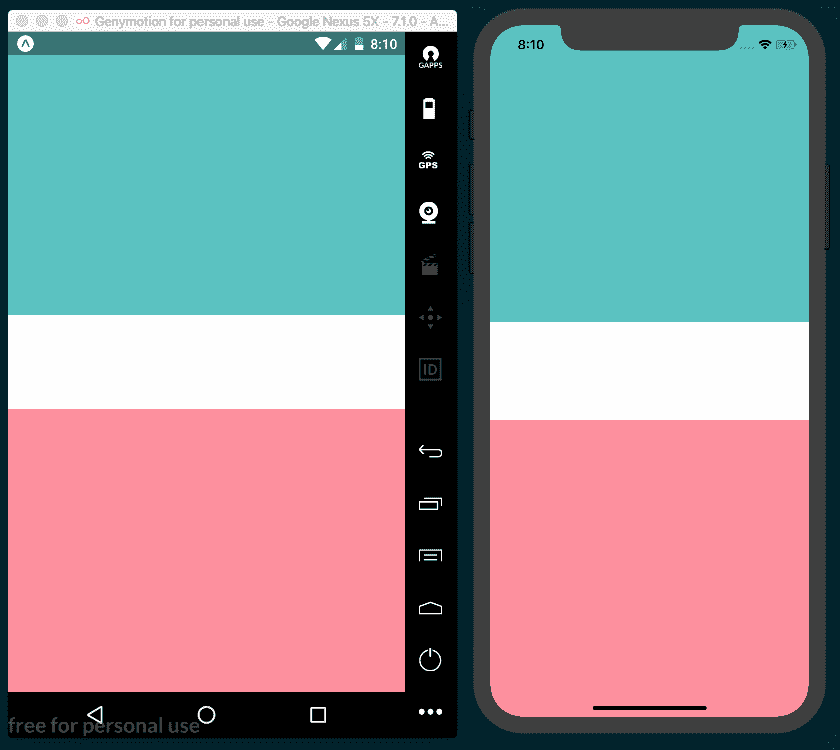 Genymotion for personal use - Google Nexus 5X - 7.1.0 - A...
8:10
GAPPS
GPS
ID
free for personal use
8:10